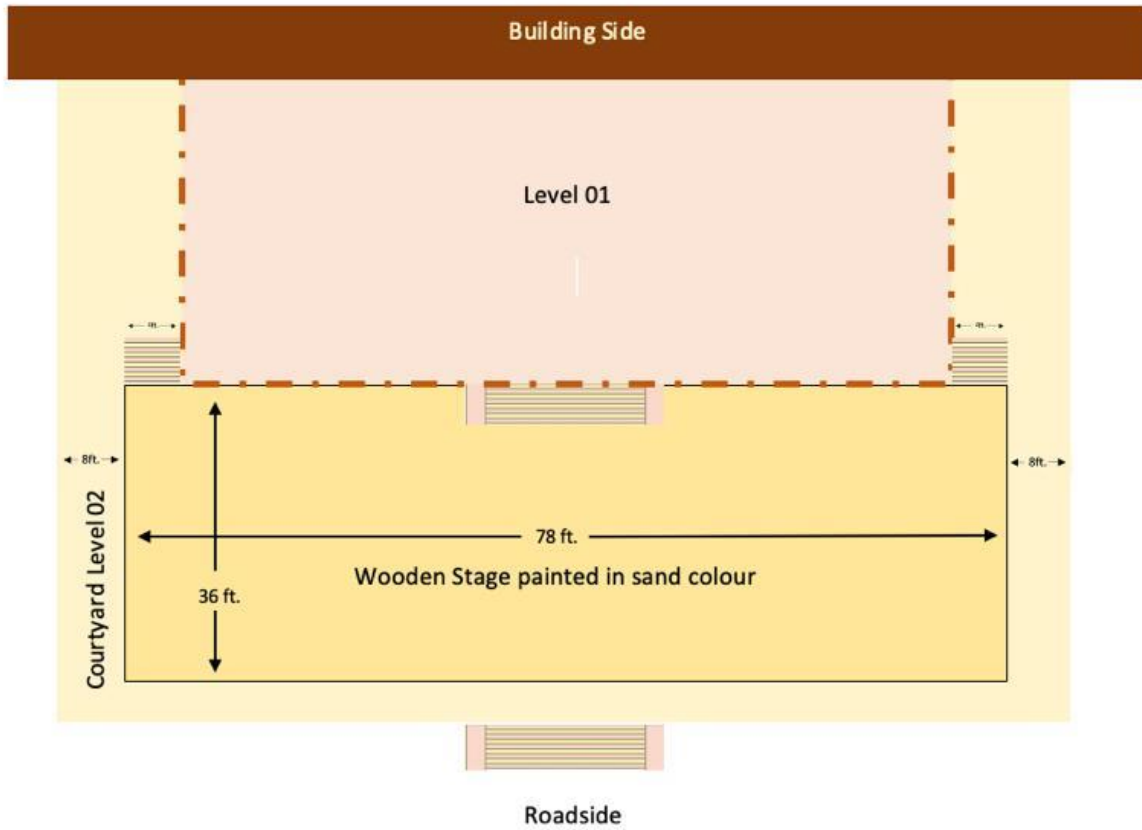 Building Side
Level 01
8ft.
8ft.
Courtyard Level 02
78 ft.
Wooden Stage painted in sand colour
36 ft.
Roadside